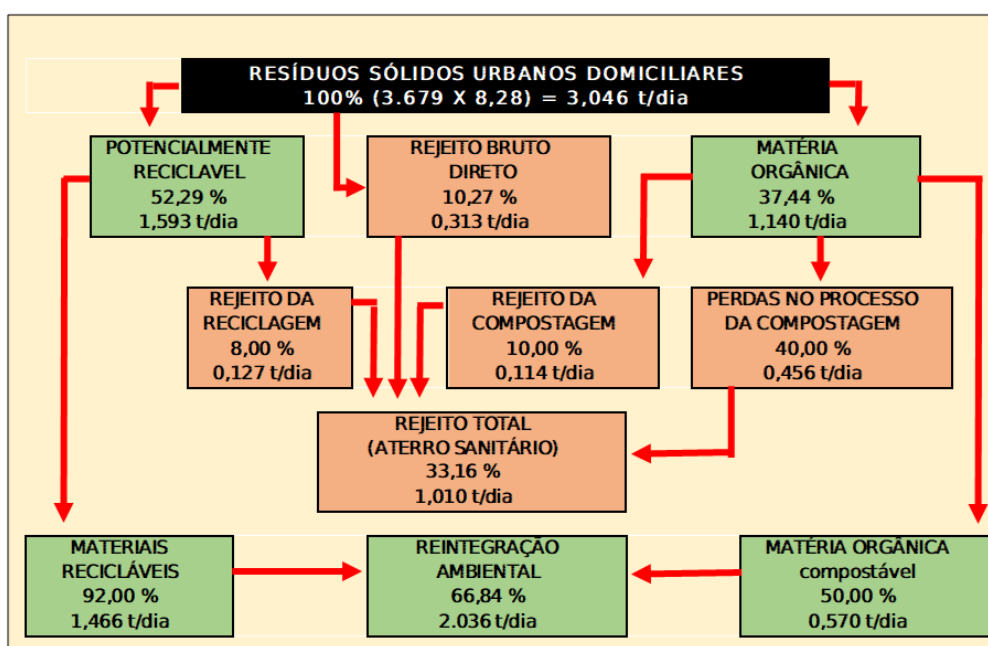 RESÍDUOS SÓLIDOS URBANOS DOMICILIARES
100% (3.679 X 8,28) = 3,046 t/dia
POTENCIALMENTE
RECICLAVEL
52,29 %
1,593 t/dia
REJEITO BRUTO
DIRETO
10,27 %
0,313 t/dia
MATÉRIA
ORGÂNICA
37,44 %
1,140 t/dia
REJEITO DA
RECICLAGEM
8,00 %
0,127 t/dia
REJEITO DA
COMPOSTAGEM
10,00 %
0,114 t/dia
PERDAS NO PROCESSO
DA COMPOSTAGEM
40,00 %
0,456 t/dia
REJEITO TOTAL
(ATERRO SANITÁRIO)
33,16 %
1,010 t/dia
MATERIAIS
RECICLÁVEIS
92,00 %
1,466 t/dia
REINTEGRAÇÃO
AMBIENTAL
66,84 %
2.036 t/dia
MATÉRIA ORGÂNICA
compostável
50,00 %
0,570 t/dia